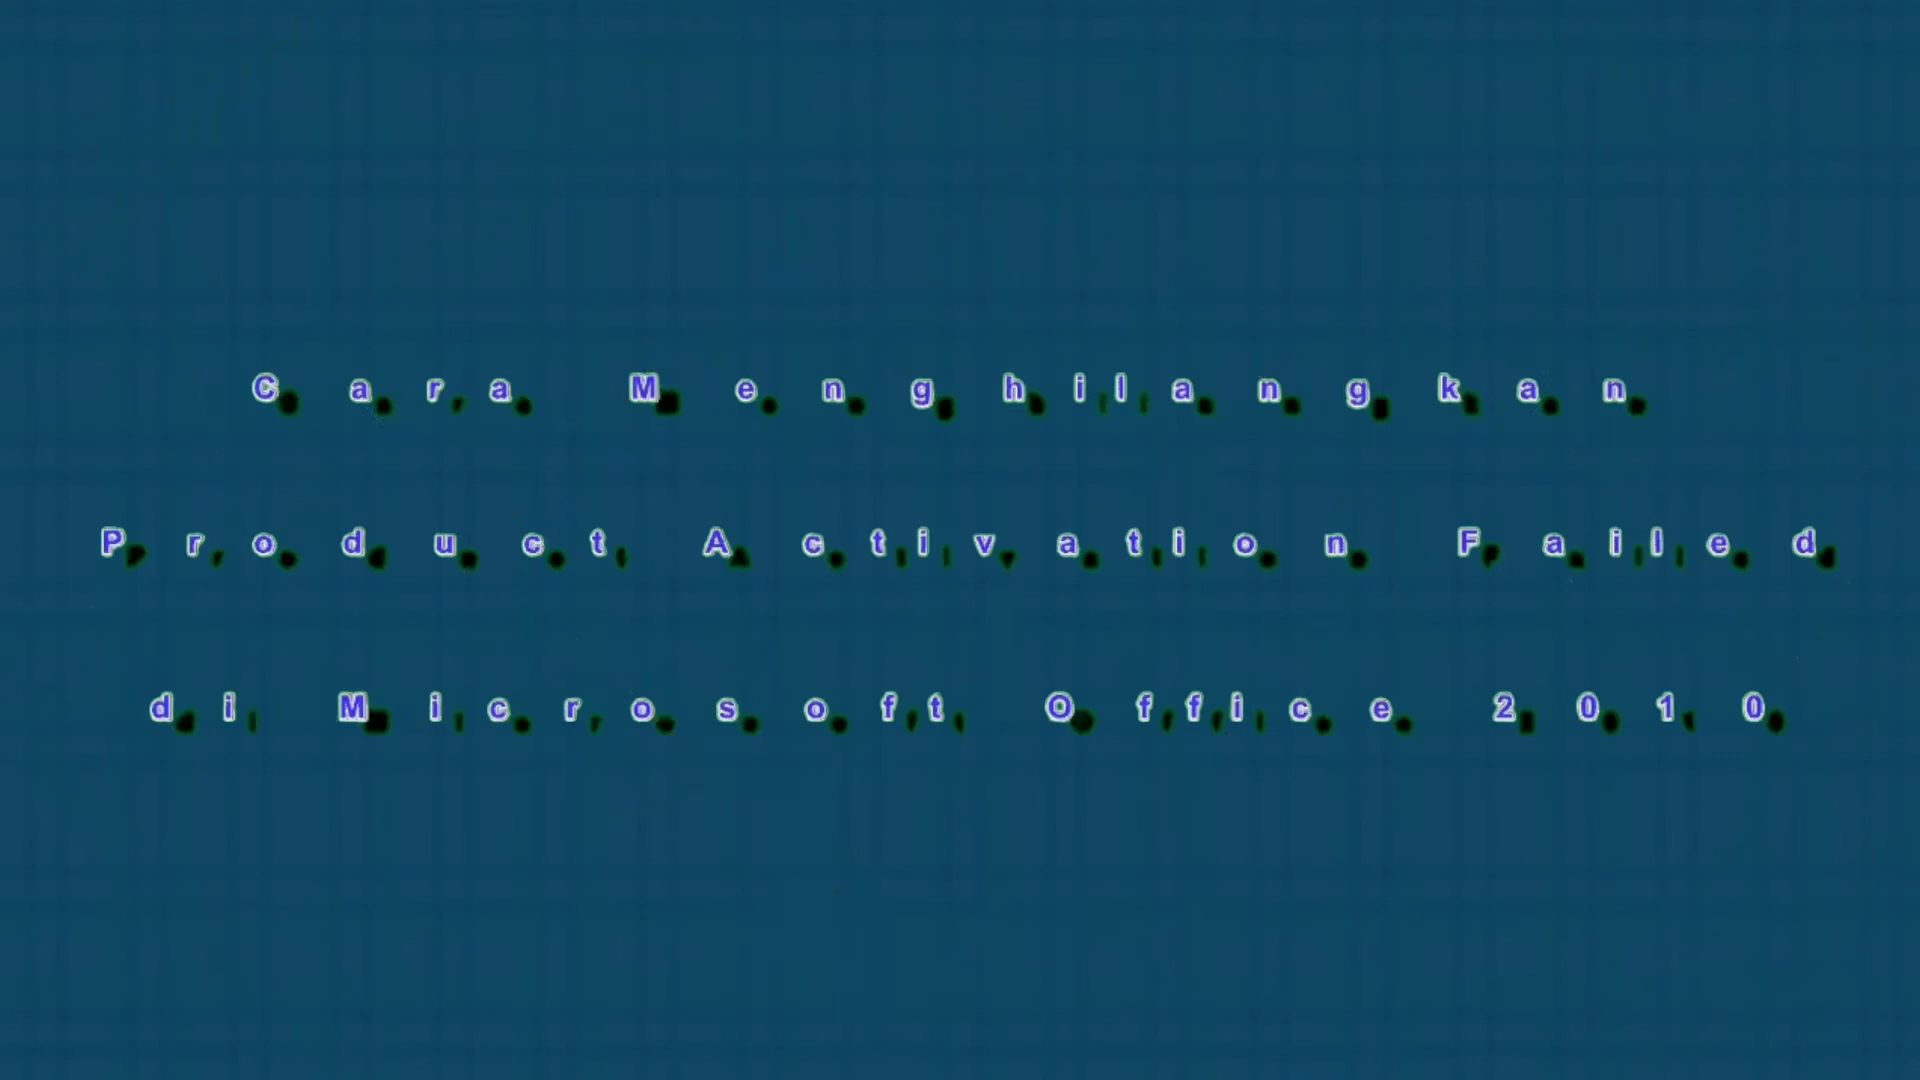 Cara Menghilangkan
Product Activation Failed
di Microsoft Office 2010